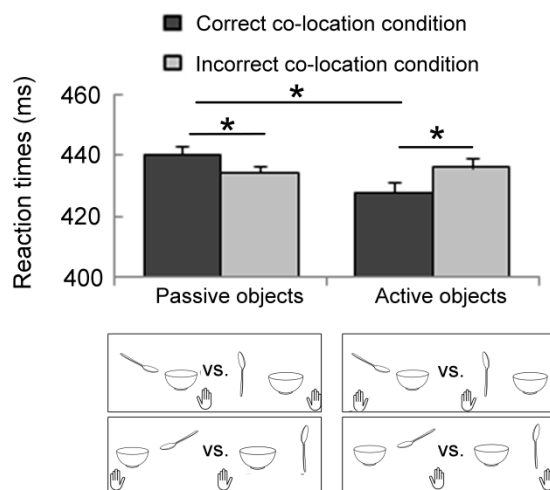 Correct co-location condition
Incorrect co-location condition
Reaction times (ms)
460
440
420
400
*
*
*
Passive objects
Active objects
vs.
vs.
vs.
vs.